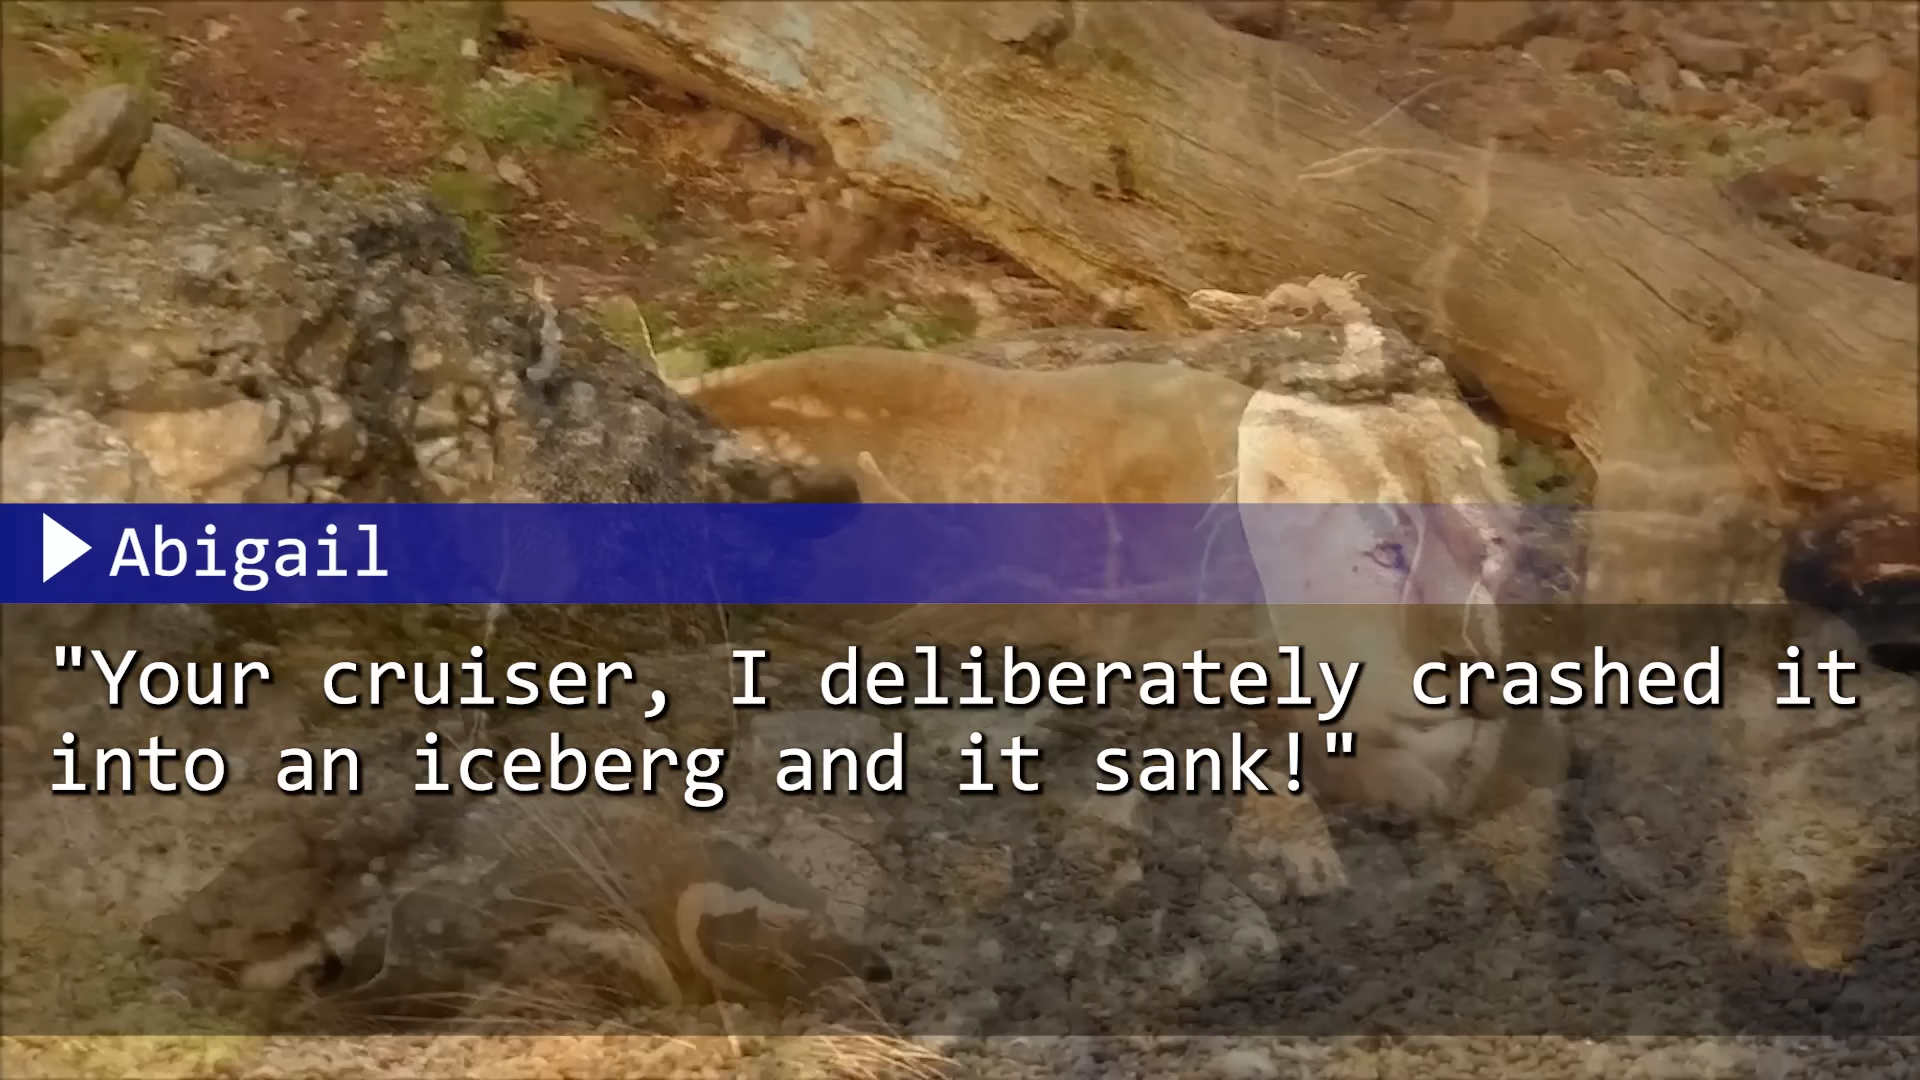 Abigail
"Your cruiser, I deliberately crashed it
into an iceberg and it sank!"